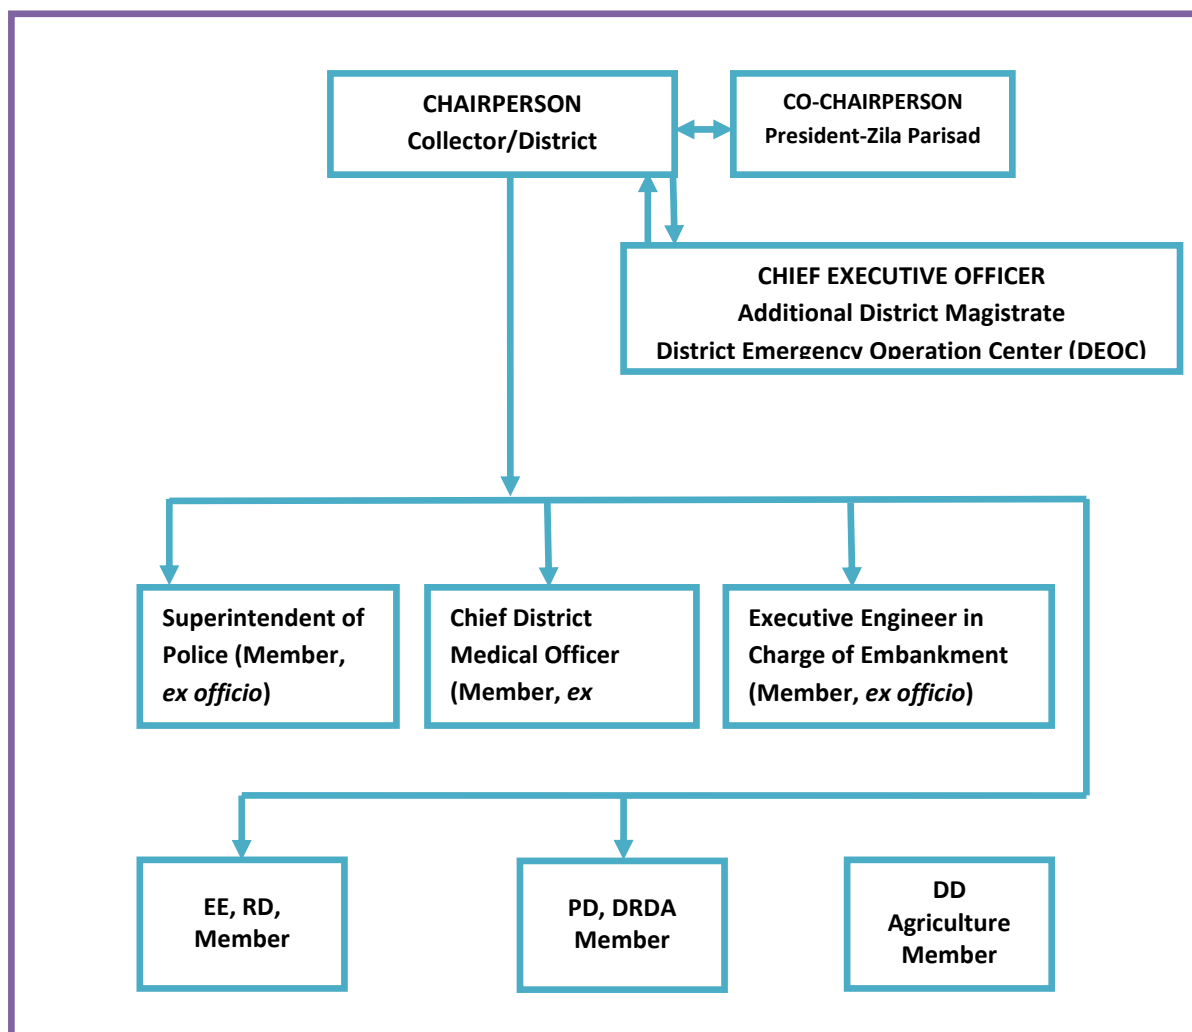 CHAIRPERSON
Collector/District
CO-CHAIRPERSON
President-Zila Parisad
CHIEF EXECUTIVE OFFICER
Additional District Magistrate
District Emergency Operation Center (DEOC)
Superintendent of
Police (Member,
ex officio)
Chief District
Medical Officer
(Member, ex
Executive Engineer in
Charge of Embankment
(Member, ex officio)
EE, RD,
Member
PD, DRDA
Member
DD
Agriculture
Member